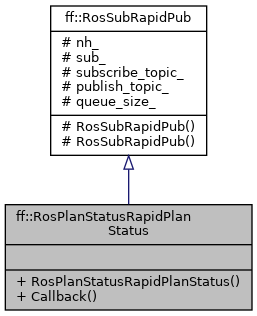 ff::RosSubRapidPub
# nh_
# sub_
# subscribe_topic_
# publish_topic_
# queue_size_
# RosSubRapidPub()
# RosSubRapidPub()
ff::RosPlanStatusRapidPlan
Status
+ RosPlanStatusRapidPlanStatus()
+ Callback()